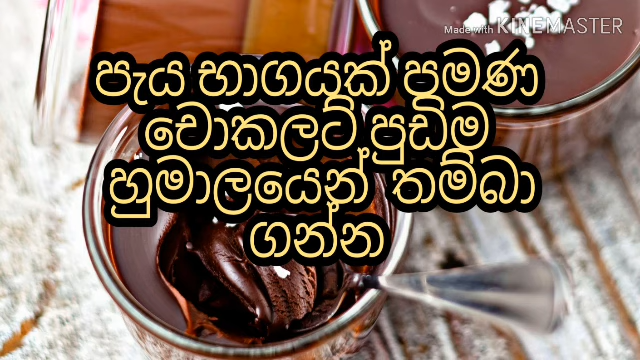 Made with KINEMASTER
පැය භාගයක් පමණ
චොකලට් පුඩිම
හුමාලයෙන් තම්බා
ගන්න